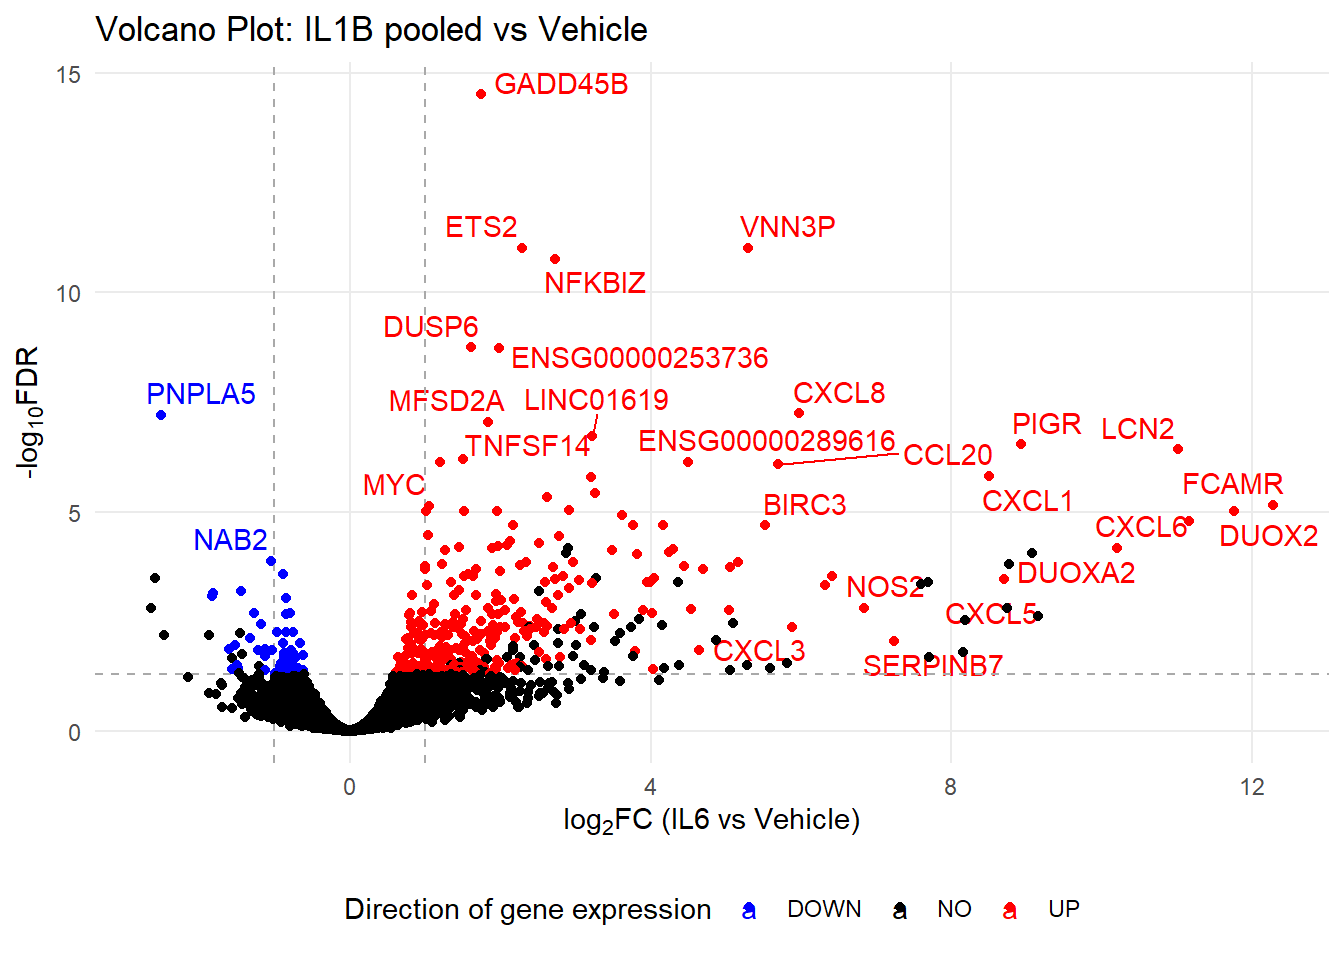 Volcano Plot: IL1B pooled vs Vehicle
15
GADD45B
ETS2
VNN3P
10
NFKBIZ
DUSP6
ENSG00000253736
PNPLA5
MFSD2A
LINC01619
CXCL8
PIGR
LCN2
TNFSF14
ENSG00000289616
CCL20
MYC
FCAMR
CXCL1
BIRC3
5
CXCL6
DUOX2
NAB2
DUOXA2
NOS2
CXCL5
CXCL3
SERPINB7
0
-log10FDR
0
4
8
12
log2FC (IL6 vs Vehicle)
Direction of gene expression a DOWN a NO a UP